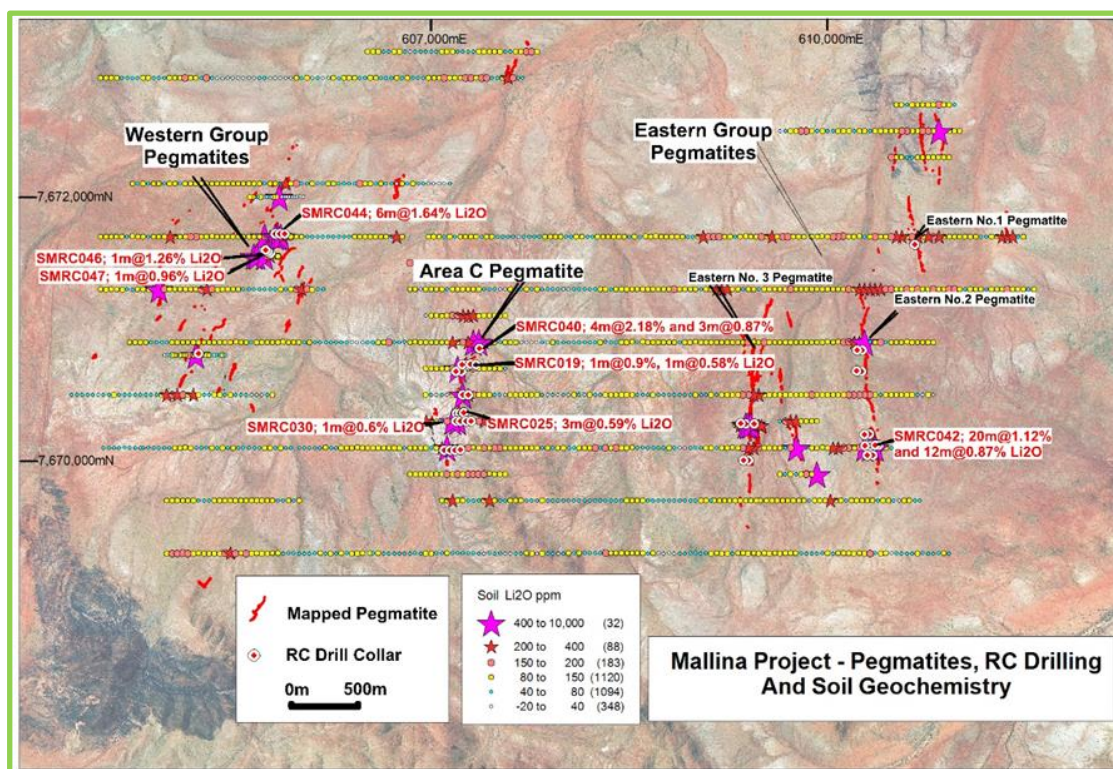 607,000mE
610,000mE
Western Group
Pegmatites
Eastern Group
Pegmatites
7,672,000mN
SMRC044; 6m@1.64% Li2O
Eastern No.1 Pegmatite
SMRC046; 1m@1.26% Li2O
SMRC047; 1m@0.96% Li2O
Area C Pegmatite
Eastern No. 3 Pegmatite
Eastern No.2 Pegmatite
SMRC040; 4m@2.18% and 3m@0.87%
SMRC019; 1m@0.9%, 1m@0.58% Li2O
SMRC030; 1m@0.6% Li2O
SMRC025; 3m@0.59% Li2O
SMRC042; 20m@1.12%
and 12m@0.87% Li2O
7,670,000mN
Mapped Pegmatite
RC Drill Collar
0m 500m
Soil Li2O ppm
400 to 10,000 (32)
200 to 400 (88)
150 to 200 (183)
80 to 150 (1120)
40 to 80 (1094)
-20 to 40 (348)
Mallina Project - Pegmatites, RC Drilling
And Soil Geochemistry